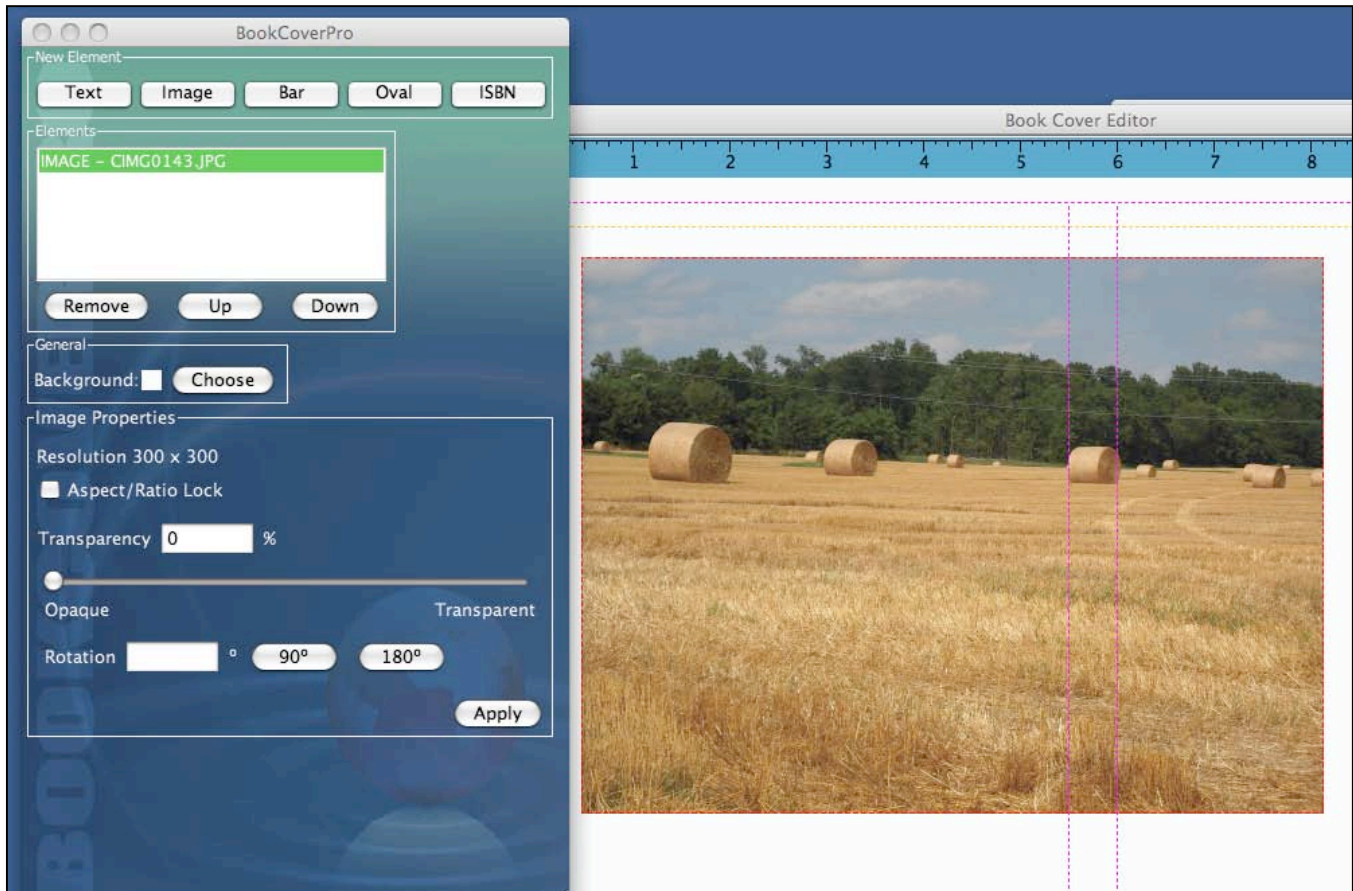 BookCoverPro
New Element
Text Image Bar Oval ISBN
Elements
IMAGE - CIMG0143.JPG
Remove Up Down
General
Background: Choose
Image Properties
Resolution 300 x 300
Aspect/Ratio Lock
Transparency 0 %
Opaque Transparent
Rotation º 90º 180º
Apply
Book Cover Editor
1 2 3 4 5 6 7 8